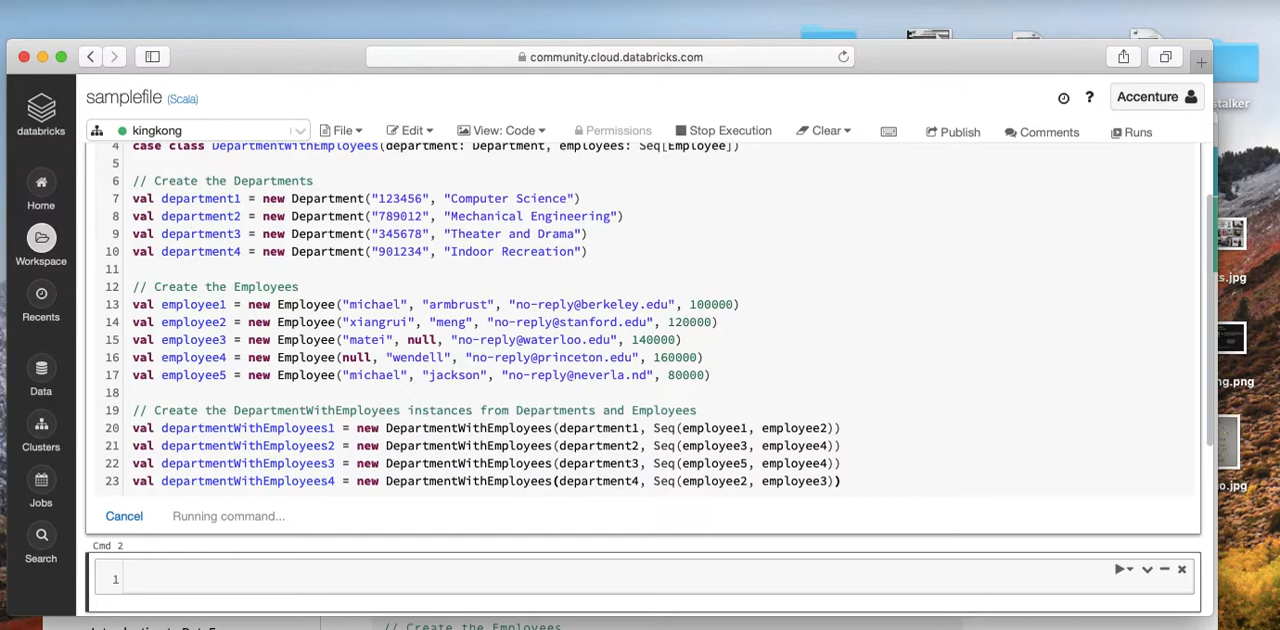 community.cloud.databricks.com
stalker
databricks
samplefile (Scala)
? Accenture
kingkong
File Edit View: Code Permissions Stop Execution Clear Publish Comments Runs
Home
Workspace
Recents
Data
Clusters
Jobs
Search
4 case class DepartmentWithEmployees(department: Department, employees: Seq[Employee])
5
6 // Create the Departments
7 val department1 = new Department("123456", "Computer Science")
8 val department2 = new Department("789012", "Mechanical Engineering")
9 val department3 = new Department("345678", "Theater and Drama")
10 val department4 = new Department("901234", "Indoor Recreation")
11
12 // Create the Employees
13 val employee1 = new Employee("michael", "armbrust", "no-reply@berkeley.edu", 100000)
14 val employee2 = new Employee("xiangrui", "meng", "no-reply@stanford.edu", 120000)
15 val employee3 = new Employee("matei", null, "no-reply@waterloo.edu", 140000)
16 val employee4 = new Employee(null, "wendell", "no-reply@princeton.edu", 160000)
17 val employee5 = new Employee("michael", "jackson", "no-reply@neverla.nd", 80000)
18
19 // Create the DepartmentWithEmployees instances from Departments and Employees
20 val departmentWithEmployees1 = new DepartmentWithEmployees(department1, Seq(employee1, employee2))
21 val departmentWithEmployees2 = new DepartmentWithEmployees(department2, Seq(employee3, employee4))
22 val departmentWithEmployees3 = new DepartmentWithEmployees(department3, Seq(employee5, employee4))
23 val departmentWithEmployees4 = new DepartmentWithEmployees(department4, Seq(employee2, employee3))
Cancel Running command...
Cmd 2
1
s.jpg
ng.png
o.jpg
// Create the Employees